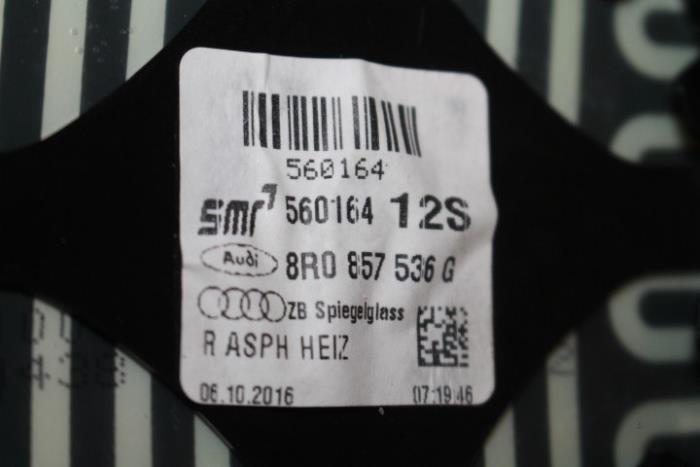 560164
smr 560164 12S
Audi 8R0 857 536 G
ZB Spiegelglass
R ASPH HEIZ
06.10.2016 07:19:46